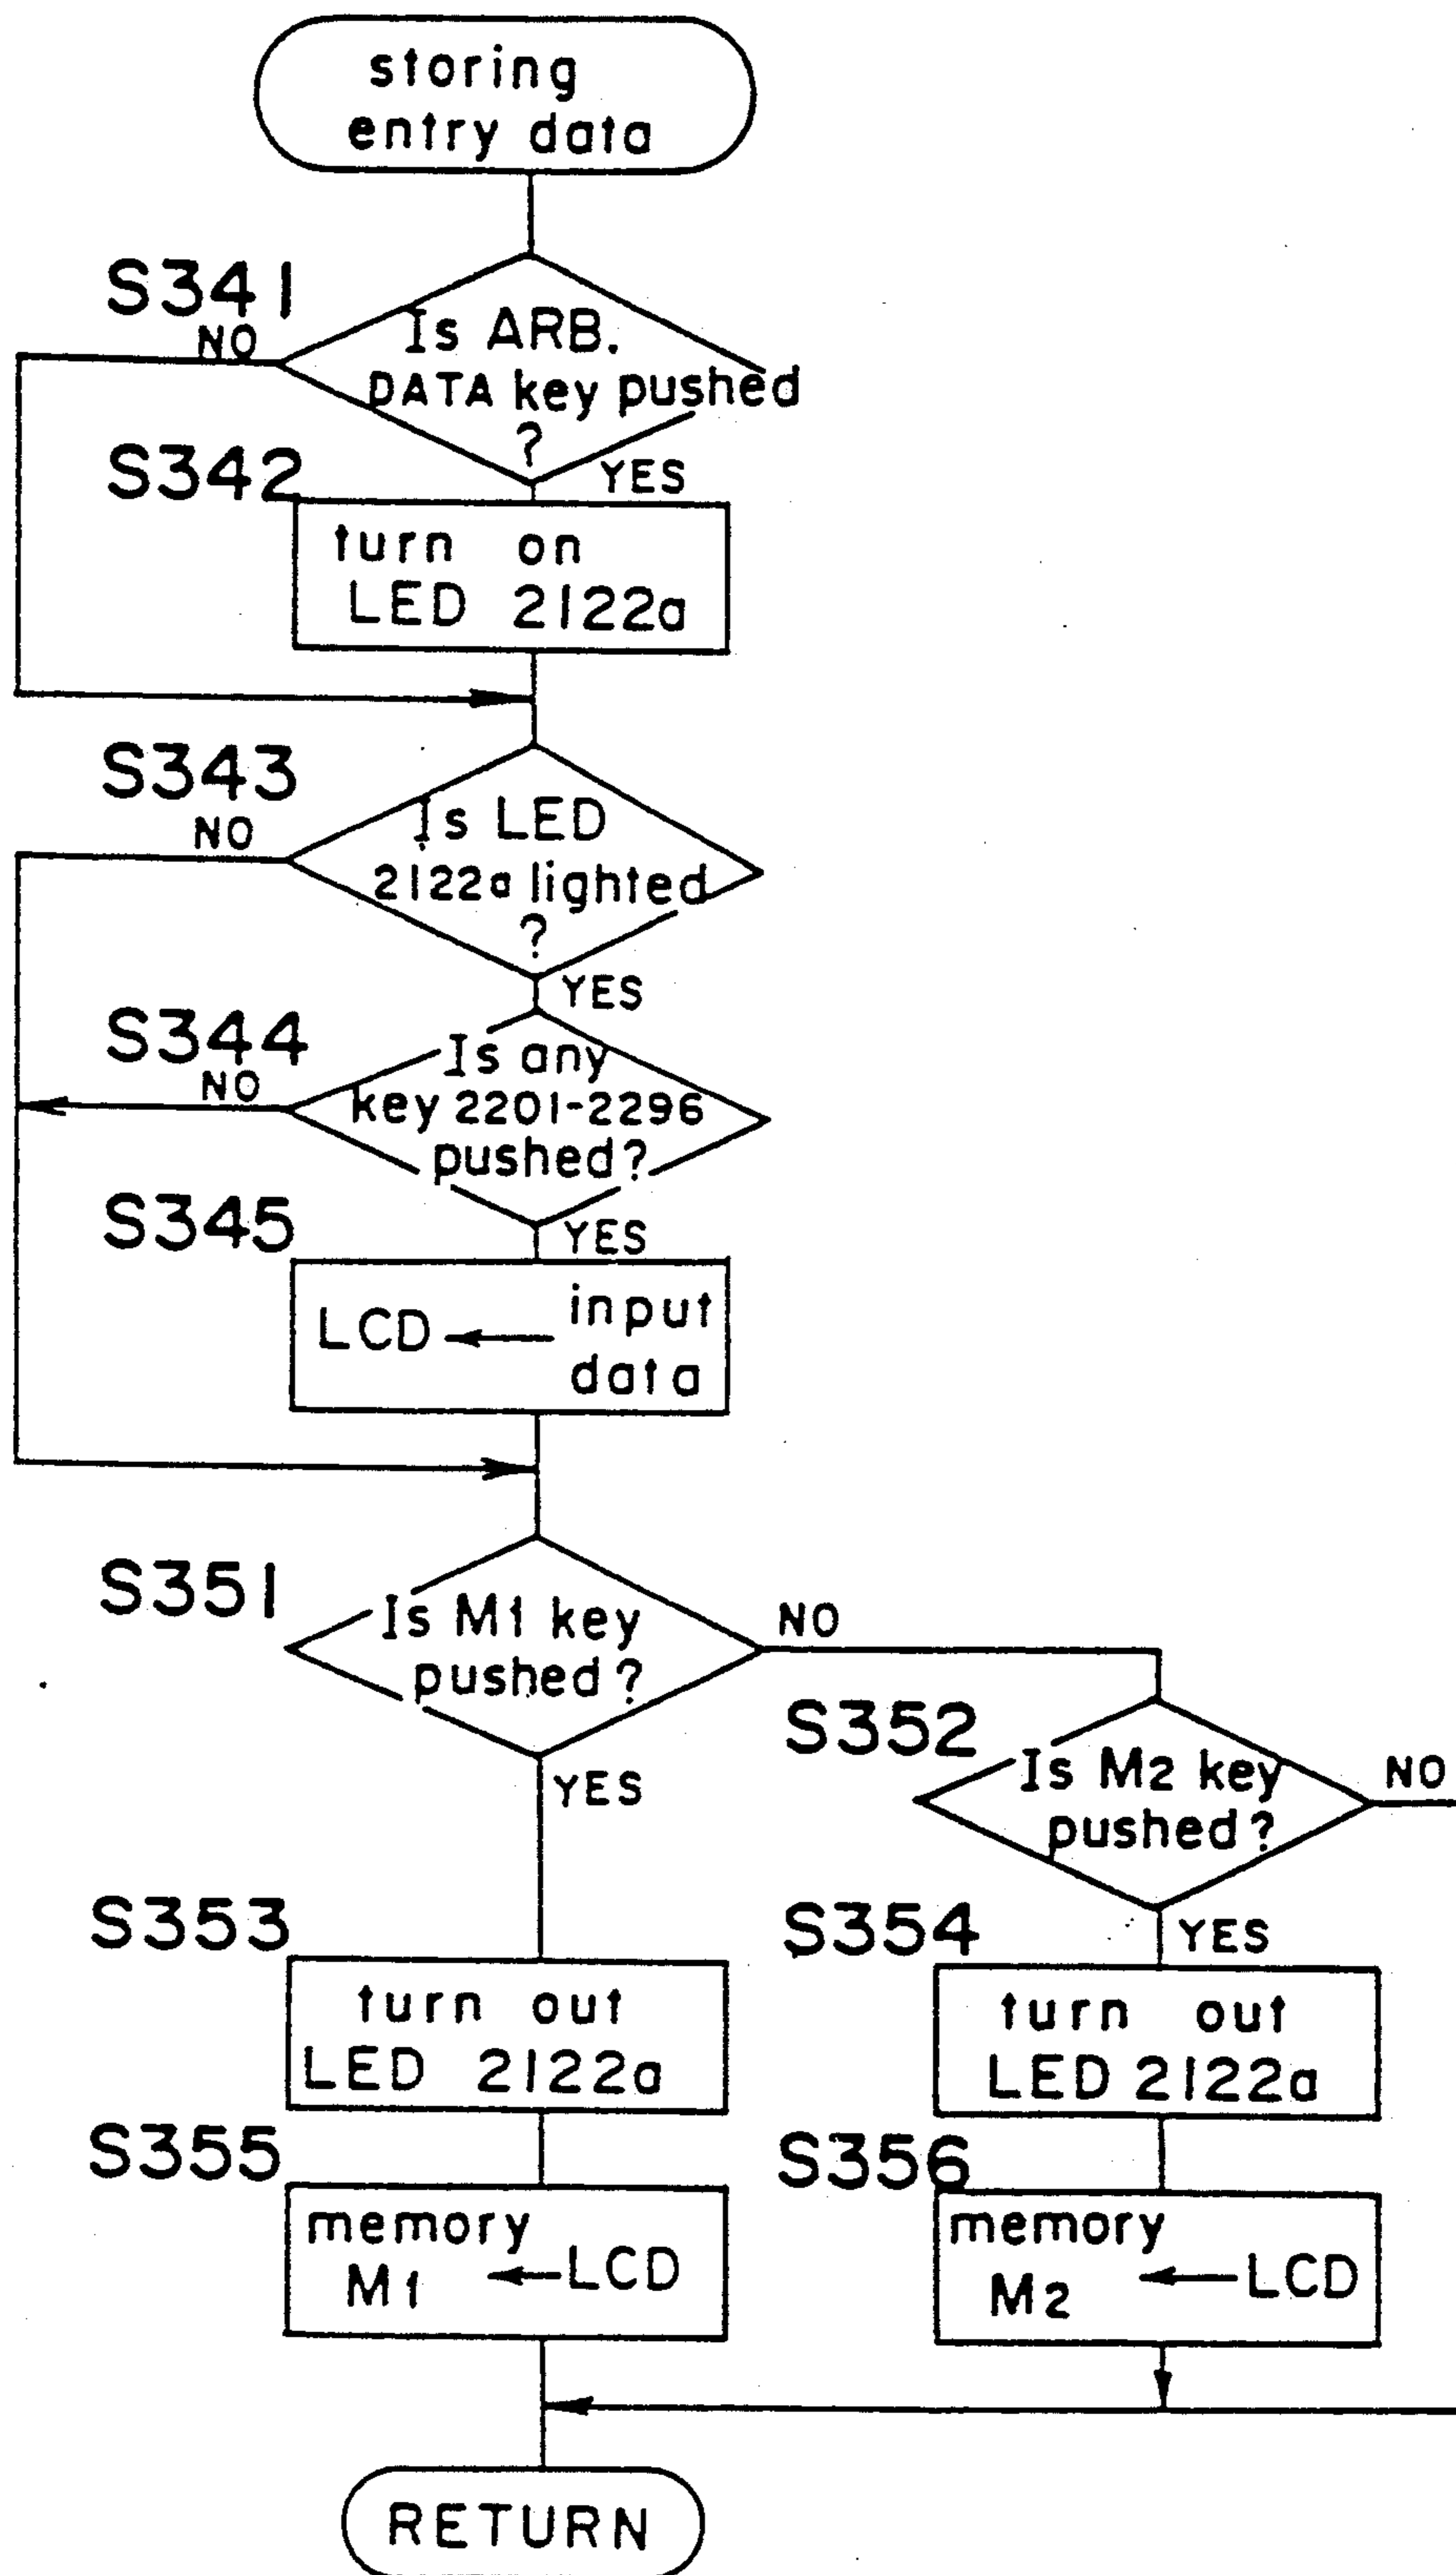 storing
entry data
S341
NO
Is ARB.
DATA key pushed
?
YES
S342
turn on
LED 2122a
S343
NO
Is LED
2122a lighted
?
YES
S344
NO
Is any
key 2201-2296
pushed?
YES
S345
LCD ← input
data
S351
Is M1 key
pushed?
NO
YES
S352
Is M2 key
pushed?
NO
YES
S353
turn out
LED 2122a
S354
turn out
LED 2122a
S355
memory
M1 ← LCD
S356
memory
M2 ← LCD
RETURN